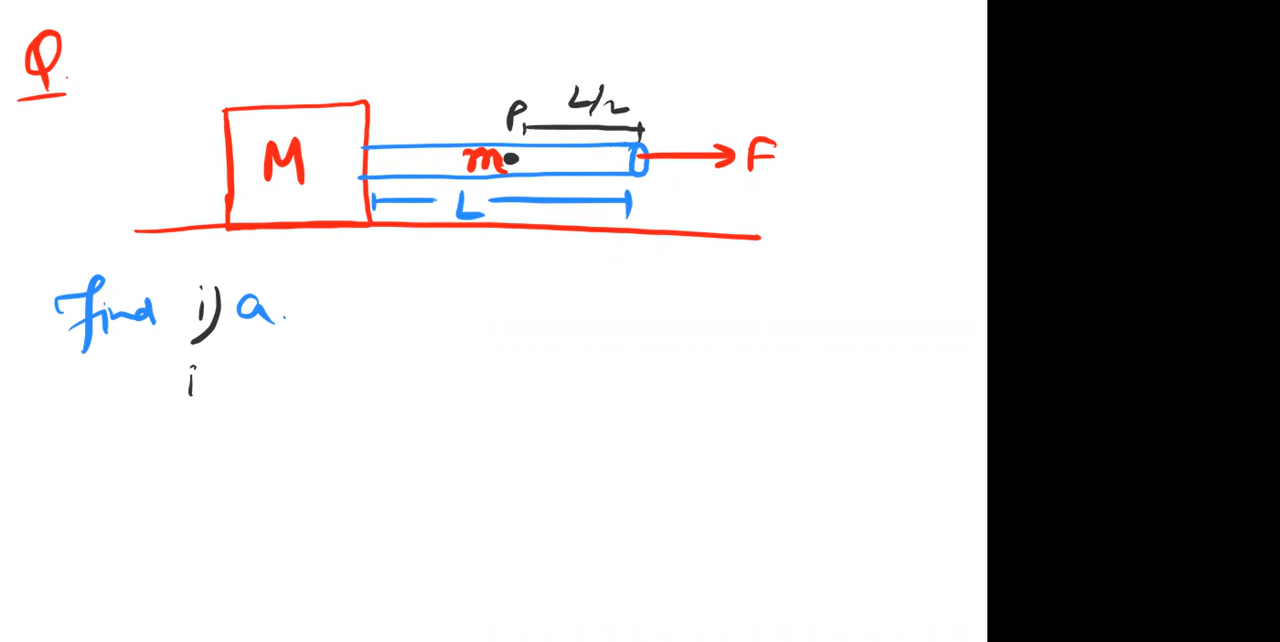 Q.
P L/2
M m F
L
Find i) a.
i